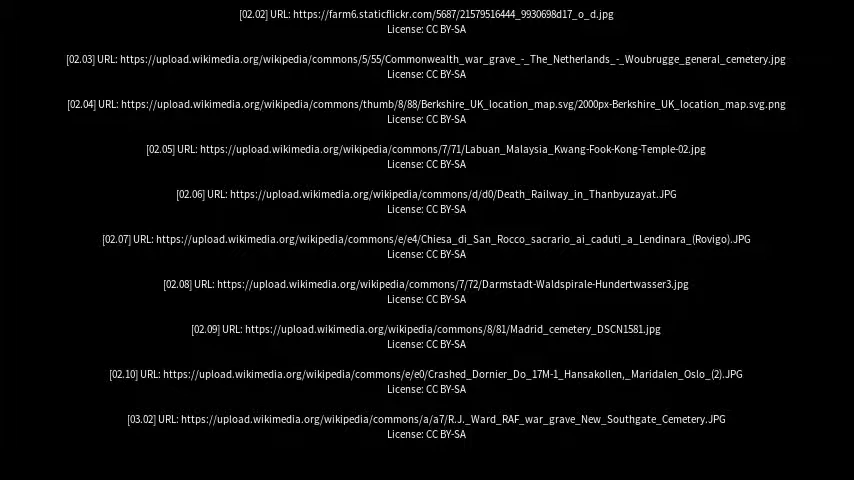 [02.02] URL: https://farm6.staticflickr.com/5687/21579516444_9930698d17_o_d.jpg
License: CC BY-SA
[02.03] URL: https://upload.wikimedia.org/wikipedia/commons/5/55/Commonwealth_war_grave_-_The_Netherlands_-_Woubrugge_general_cemetery.jpg
License: CC BY-SA
[02.04] URL: https://upload.wikimedia.org/wikipedia/commons/thumb/8/88/Berkshire_UK_location_map.svg/2000px-Berkshire_UK_location_map.svg.png
License: CC BY-SA
[02.05] URL: https://upload.wikimedia.org/wikipedia/commons/7/71/Labuan_Malaysia_Kwang-Fook-Kong-Temple-02.jpg
License: CC BY-SA
[02.06] URL: https://upload.wikimedia.org/wikipedia/commons/d/d0/Death_Railway_in_Thanbyuzayat.JPG
License: CC BY-SA
[02.07] URL: https://upload.wikimedia.org/wikipedia/commons/e/e4/Chiesa_di_San_Rocco_sacrario_ai_caduti_a_Lendinara_(Rovigo).JPG
License: CC BY-SA
[02.08] URL: https://upload.wikimedia.org/wikipedia/commons/7/72/Darmstadt-Waldspirale-Hundertwasser3.jpg
License: CC BY-SA
[02.09] URL: https://upload.wikimedia.org/wikipedia/commons/8/81/Madrid_cemetery_DSCN1581.jpg
License: CC BY-SA
[02.10] URL: https://upload.wikimedia.org/wikipedia/commons/e/e0/Crashed_Dornier_Do_17M-1_Hansakollen,_Maridalen_Oslo_(2).JPG
License: CC BY-SA
[03.02] URL: https://upload.wikimedia.org/wikipedia/commons/a/a7/R.J._Ward_RAF_war_grave_New_Southgate_Cemetery.JPG
License: CC BY-SA